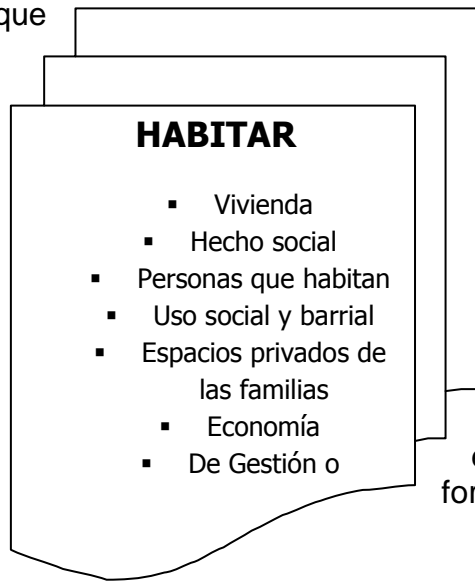 que
HABITAR
▪ Vivienda
▪ Hecho social
▪ Personas que habitan
▪ Uso social y barrial
▪ Espacios privados de
las familias
▪ Economía
▪ De Gestión o
for